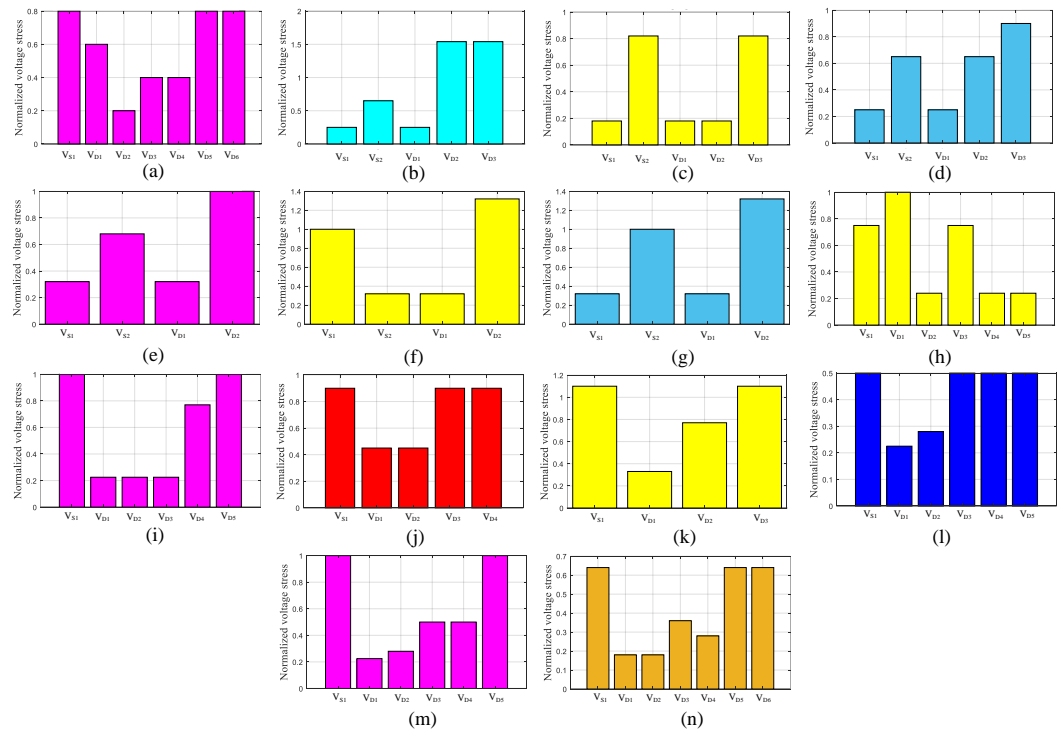 Normalized voltage stress
0.8
0.6
0.4
0.2
0
VS1 VD1 VD2 VD3 VD4 VD5 VD6
(a)
Normalized voltage stress
2
1.5
1
0.5
0
VS1 VS2 VD1 VD2 VD3
(b)
Normalized voltage stress
1
0.8
0.6
0.4
0.2
0
VS1 VS2 VD1 VD2 VD3
(c)
Normalized voltage stress
1
0.8
0.6
0.4
0.2
0
VS1 VS2 VD1 VD2 VD3
(d)
Normalized voltage stress
1
0.8
0.6
0.4
0.2
0
VS1 VS2 VD1 VD2
(e)
Normalized voltage stress
1.4
1.2
1
0.8
0.6
0.4
0.2
0
VS1 VS2 VD1 VD2
(f)
Normalized voltage stress
1.4
1.2
1
0.8
0.6
0.4
0.2
0
VS1 VS2 VD1 VD2
(g)
Normalized voltage stress
1
0.8
0.6
0.4
0.2
0
VS1 VD1 VD2 VD3 VD4 VD5
(h)
Normalized voltage stress
1
0.8
0.6
0.4
0.2
0
VS1 VD1 VD2 VD3 VD4 VD5
(i)
Normalized voltage stress
1
0.8
0.6
0.4
0.2
0
VS1 VD1 VD2 VD3 VD4
(j)
Normalized voltage stress
1.2
1
0.8
0.6
0.4
0.2
0
VS1 VD1 VD2 VD3
(k)
Normalized voltage stress
0.5
0.4
0.3
0.2
0.1
0
VS1 VD1 VD2 VD3 VD4 VD5
(l)
Normalized voltage stress
1
0.8
0.6
0.4
0.2
0
VS1 VD1 VD2 VD3 VD4 VD5
(m)
Normalized voltage stress
0.7
0.6
0.5
0.4
0.3
0.2
0.1
0
VS1 VD1 VD2 VD3 VD4 VD5 VD6
(n)